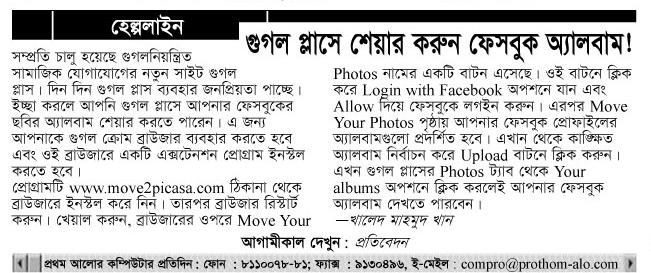 হেল্পলাইন
গুগল প্লাসে শেয়ার করুন ফেসবুক অ্যালবাম!
সম্প্রতি চালু হয়েছে গুগলনিয়ন্ত্রিত
সামাজিক যোগাযোগের নতুন সাইট গুগল
প্লাস। দিন দিন গুগল প্লাস ব্যবহার জনপ্রিয়তা পাচ্ছে।
ইচ্ছা করলে আপনি গুগল প্লাসে আপনার ফেসবুকের
ছবির অ্যালবাম শেয়ার করতে পারেন। এ জন্য
আপনাকে গুগল ক্রোম ব্রাউজার ব্যবহার করতে হবে
এবং ওই ব্রাউজারে একটি এক্সটেনশন প্রোগ্রাম ইনস্টল
করতে হবে।
প্রোগ্রামটি www.move2picasa.com ঠিকানা থেকে
ব্রাউজারে ইনস্টল করে নিন। তারপর ব্রাউজার রিস্টার্ট
করুন। খেয়াল করুন, ব্রাউজারের ওপরে Move Your
Photos নামের একটি বাটন এসেছে। ওই বাটনে ক্লিক
করে Login with Facebook অপশনে যান এবং
Allow দিয়ে ফেসবুকে লগইন করুন। এরপর Move
Your Photos পৃষ্ঠায় আপনার ফেসবুক প্রোফাইলের
অ্যালবামগুলো প্রদর্শিত হবে। এখান থেকে কাঙ্ক্ষিত
অ্যালবাম নির্বাচন করে Upload বাটনে ক্লিক করুন।
এখন গুগল প্লাসের Photos ট্যাব থেকে Your
albums অপশনে ক্লিক করলেই আপনার ফেসবুক
অ্যালবাম দেখতে পারবেন।
—খালেদ মাহমুদ খান
আগামীকাল দেখুন : প্রতিবেদন
প্রথম আলোর কম্পিউটার প্রতিদিন : ফোন : ৮১১০০৭৮-৮১; ফ্যাক্স : ৯১৩০৪৯৬, ই-মেইল : compro@prothom-alo.com